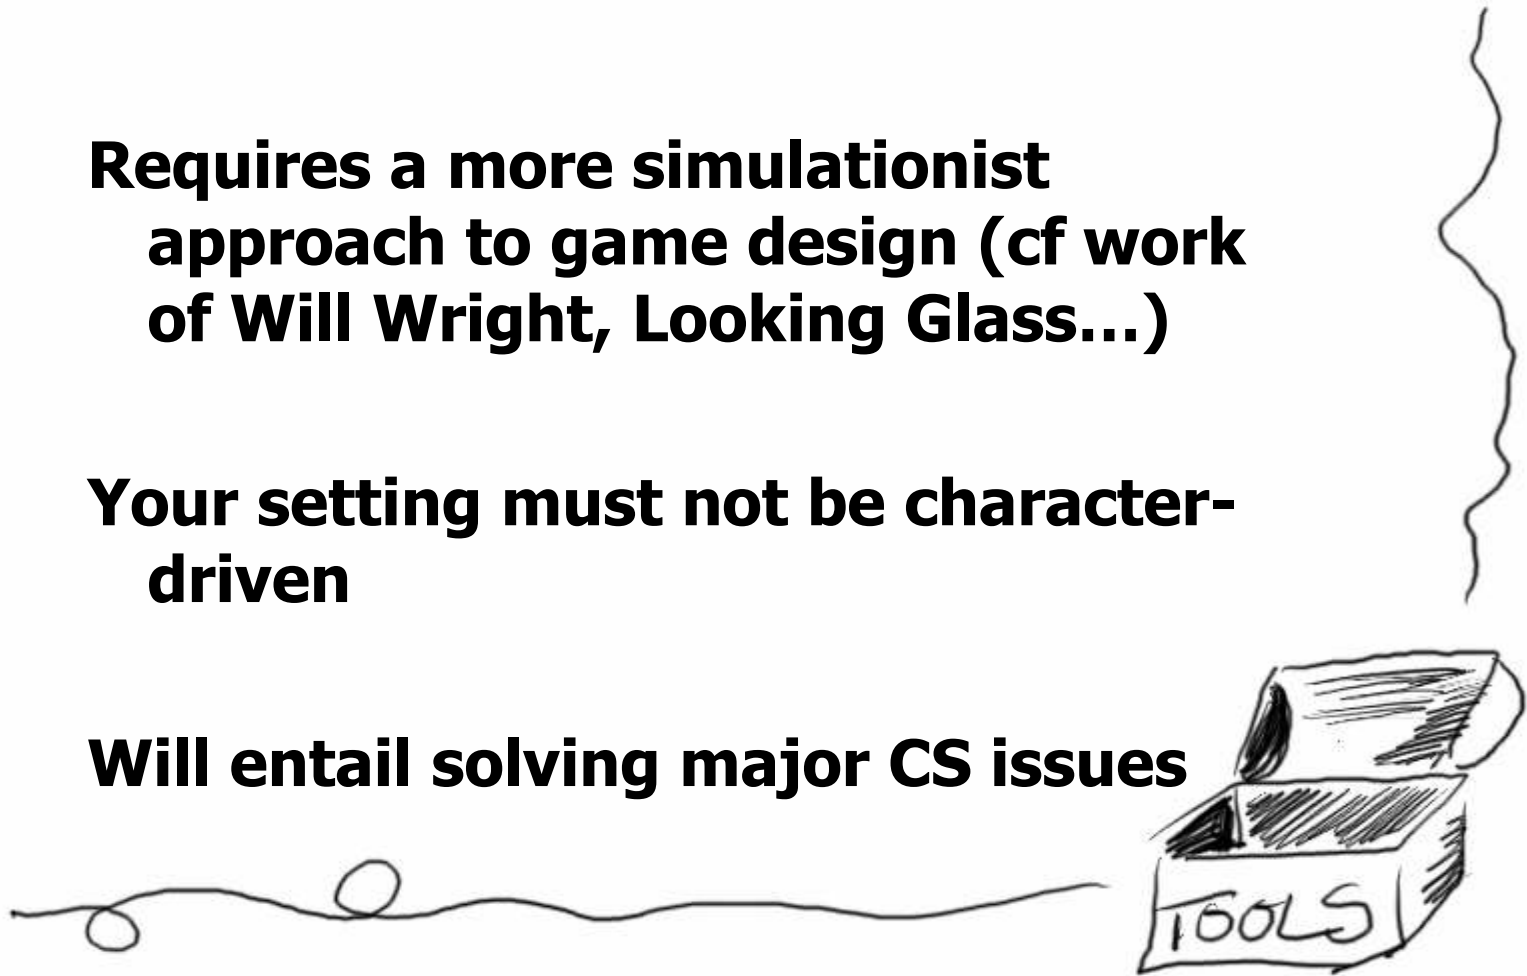 Requires a more simulationist
approach to game design (cf work
of Will Wright, Looking Glass…)
Your setting must not be character-
driven
Will entail solving major CS issues
TOOLS